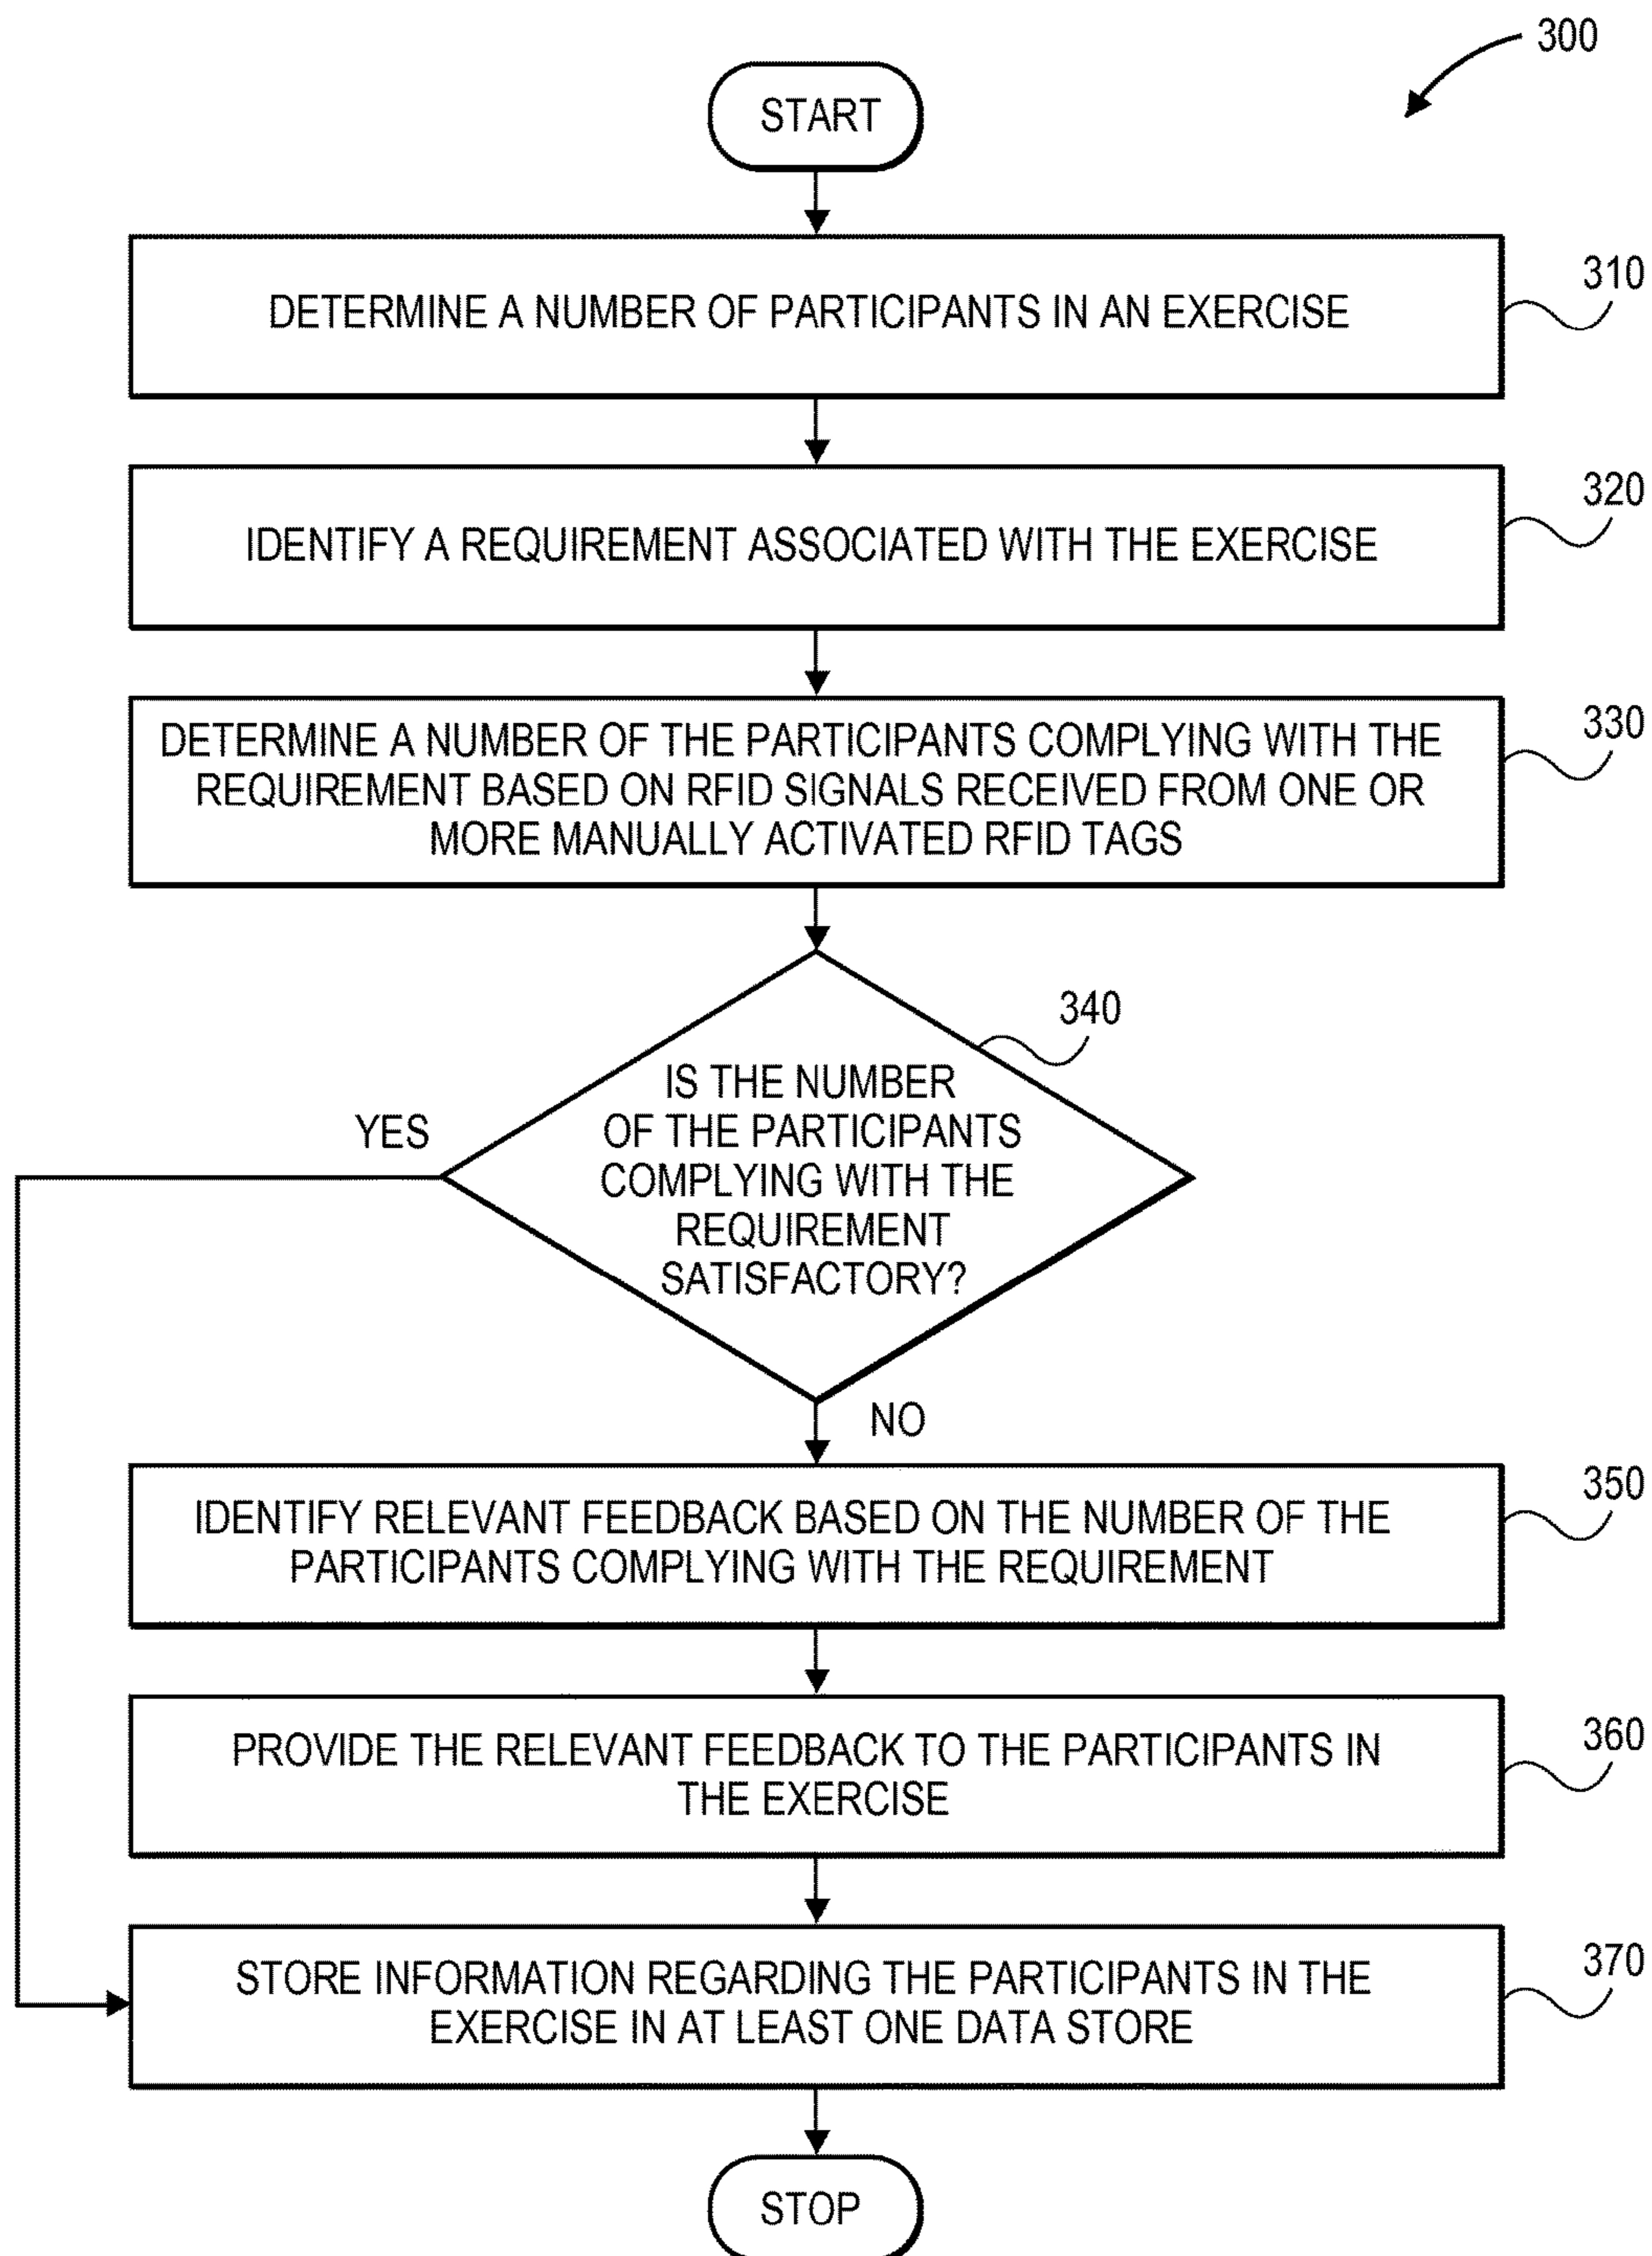 300
START
310
DETERMINE A NUMBER OF PARTICIPANTS IN AN EXERCISE
320
IDENTIFY A REQUIREMENT ASSOCIATED WITH THE EXERCISE
330
DETERMINE A NUMBER OF THE PARTICIPANTS COMPLYING WITH THE
REQUIREMENT BASED ON RFID SIGNALS RECEIVED FROM ONE OR
MORE MANUALLY ACTIVATED RFID TAGS
340
IS THE NUMBER
OF THE PARTICIPANTS
COMPLYING WITH THE
REQUIREMENT
SATISFACTORY?
YES
NO
350
IDENTIFY RELEVANT FEEDBACK BASED ON THE NUMBER OF THE
PARTICIPANTS COMPLYING WITH THE REQUIREMENT
360
PROVIDE THE RELEVANT FEEDBACK TO THE PARTICIPANTS IN
THE EXERCISE
370
STORE INFORMATION REGARDING THE PARTICIPANTS IN THE
EXERCISE IN AT LEAST ONE DATA STORE
STOP